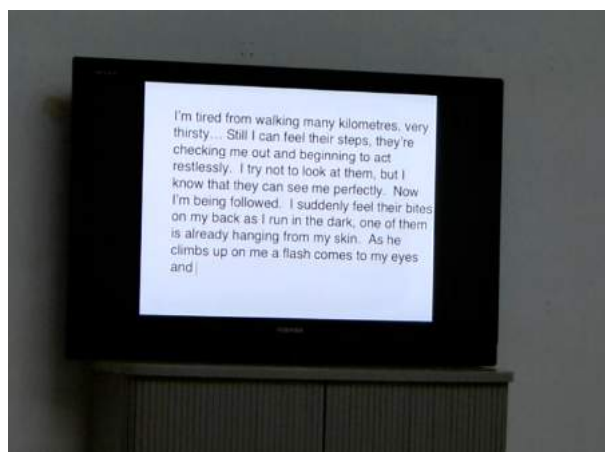 I'm tired from walking many kilometres, very
thirsty... Still I can feel their steps, they're
checking me out and beginning to act
restlessly. I try not to look at them, but I
know that they can see me perfectly. Now
I'm being followed. I suddenly feel their bites
on my back as I run in the dark, one of them
is already hanging from my skin. As he
climbs up on me a flash comes to my eyes
and
TOSHIBA